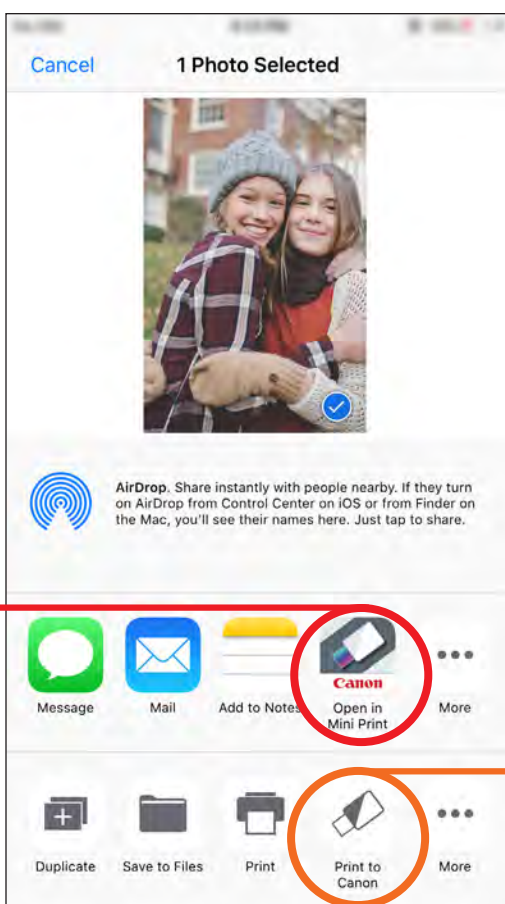 Cancel
1 Photo Selected
AirDrop. Share instantly with people nearby. If they turn
on AirDrop from Control Center on iOS or from Finder on
the Mac, you'll see their names here. Just tap to share.
Canon
Message
Mail
Add to Notes
Open in
Mini Print
More
Duplicate
Save to Files
Print
Print to
Canon
More